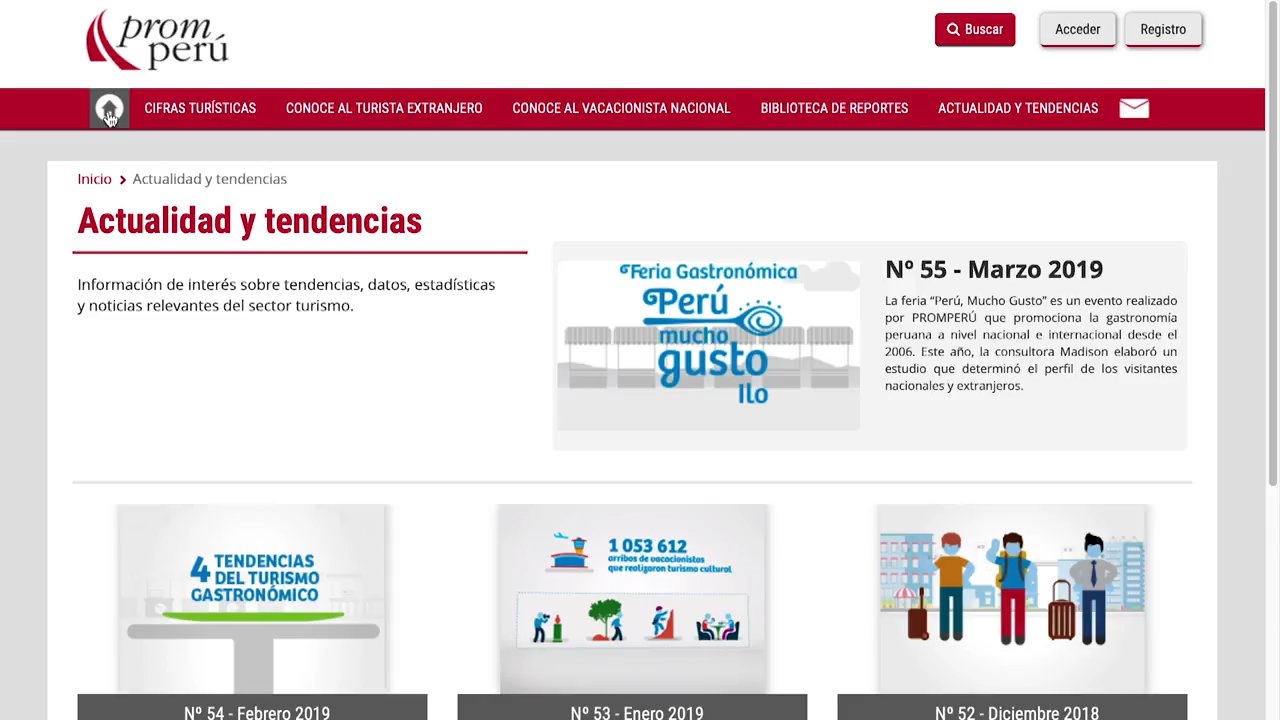 prom
perú
Buscar
Acceder
Registro
CIFRAS TURÍSTICAS
CONOCE AL TURISTA EXTRANJERO
CONOCE AL VACACIONISTA NACIONAL
BIBLIOTECA DE REPORTES
ACTUALIDAD Y TENDENCIAS
Inicio
Actualidad y tendencias
Actualidad y tendencias
Información de interés sobre tendencias, datos, estadísticas
y noticias relevantes del sector turismo.
Feria Gastronómica
Perú
mucho
gusto
Ilo
Nº 55 - Marzo 2019
La feria “Perú, Mucho Gusto” es un evento realizado
por PROMPERÚ que promociona la gastronomía
peruana a nivel nacional e internacional desde el
2006. Este año, la consultora Madison elaboró un
estudio que determinó el perfil de los visitantes
nacionales y extranjeros.
4 TENDENCIAS
DEL TURISMO
GASTRONÓMICO
1 053 612
arribos de vacacionistas
que realizaron turismo cultural
Nº 54 - Febrero 2019
Nº 53 - Enero 2019
Nº 52 - Diciembre 2018